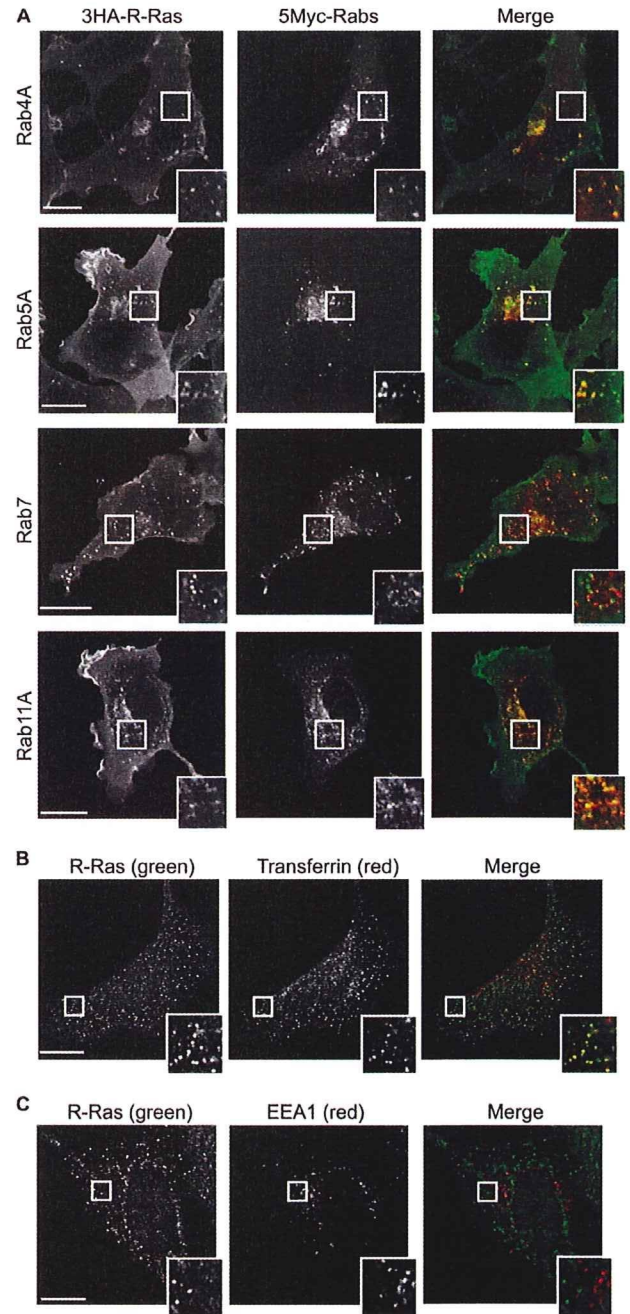 A
3HA-R-Ras 5Myc-Rabs Merge
Rab4A
Rab5A
Rab7
Rab11A
B
R-Ras (green) Transferrin (red) Merge
C
R-Ras (green) EEA1 (red) Merge